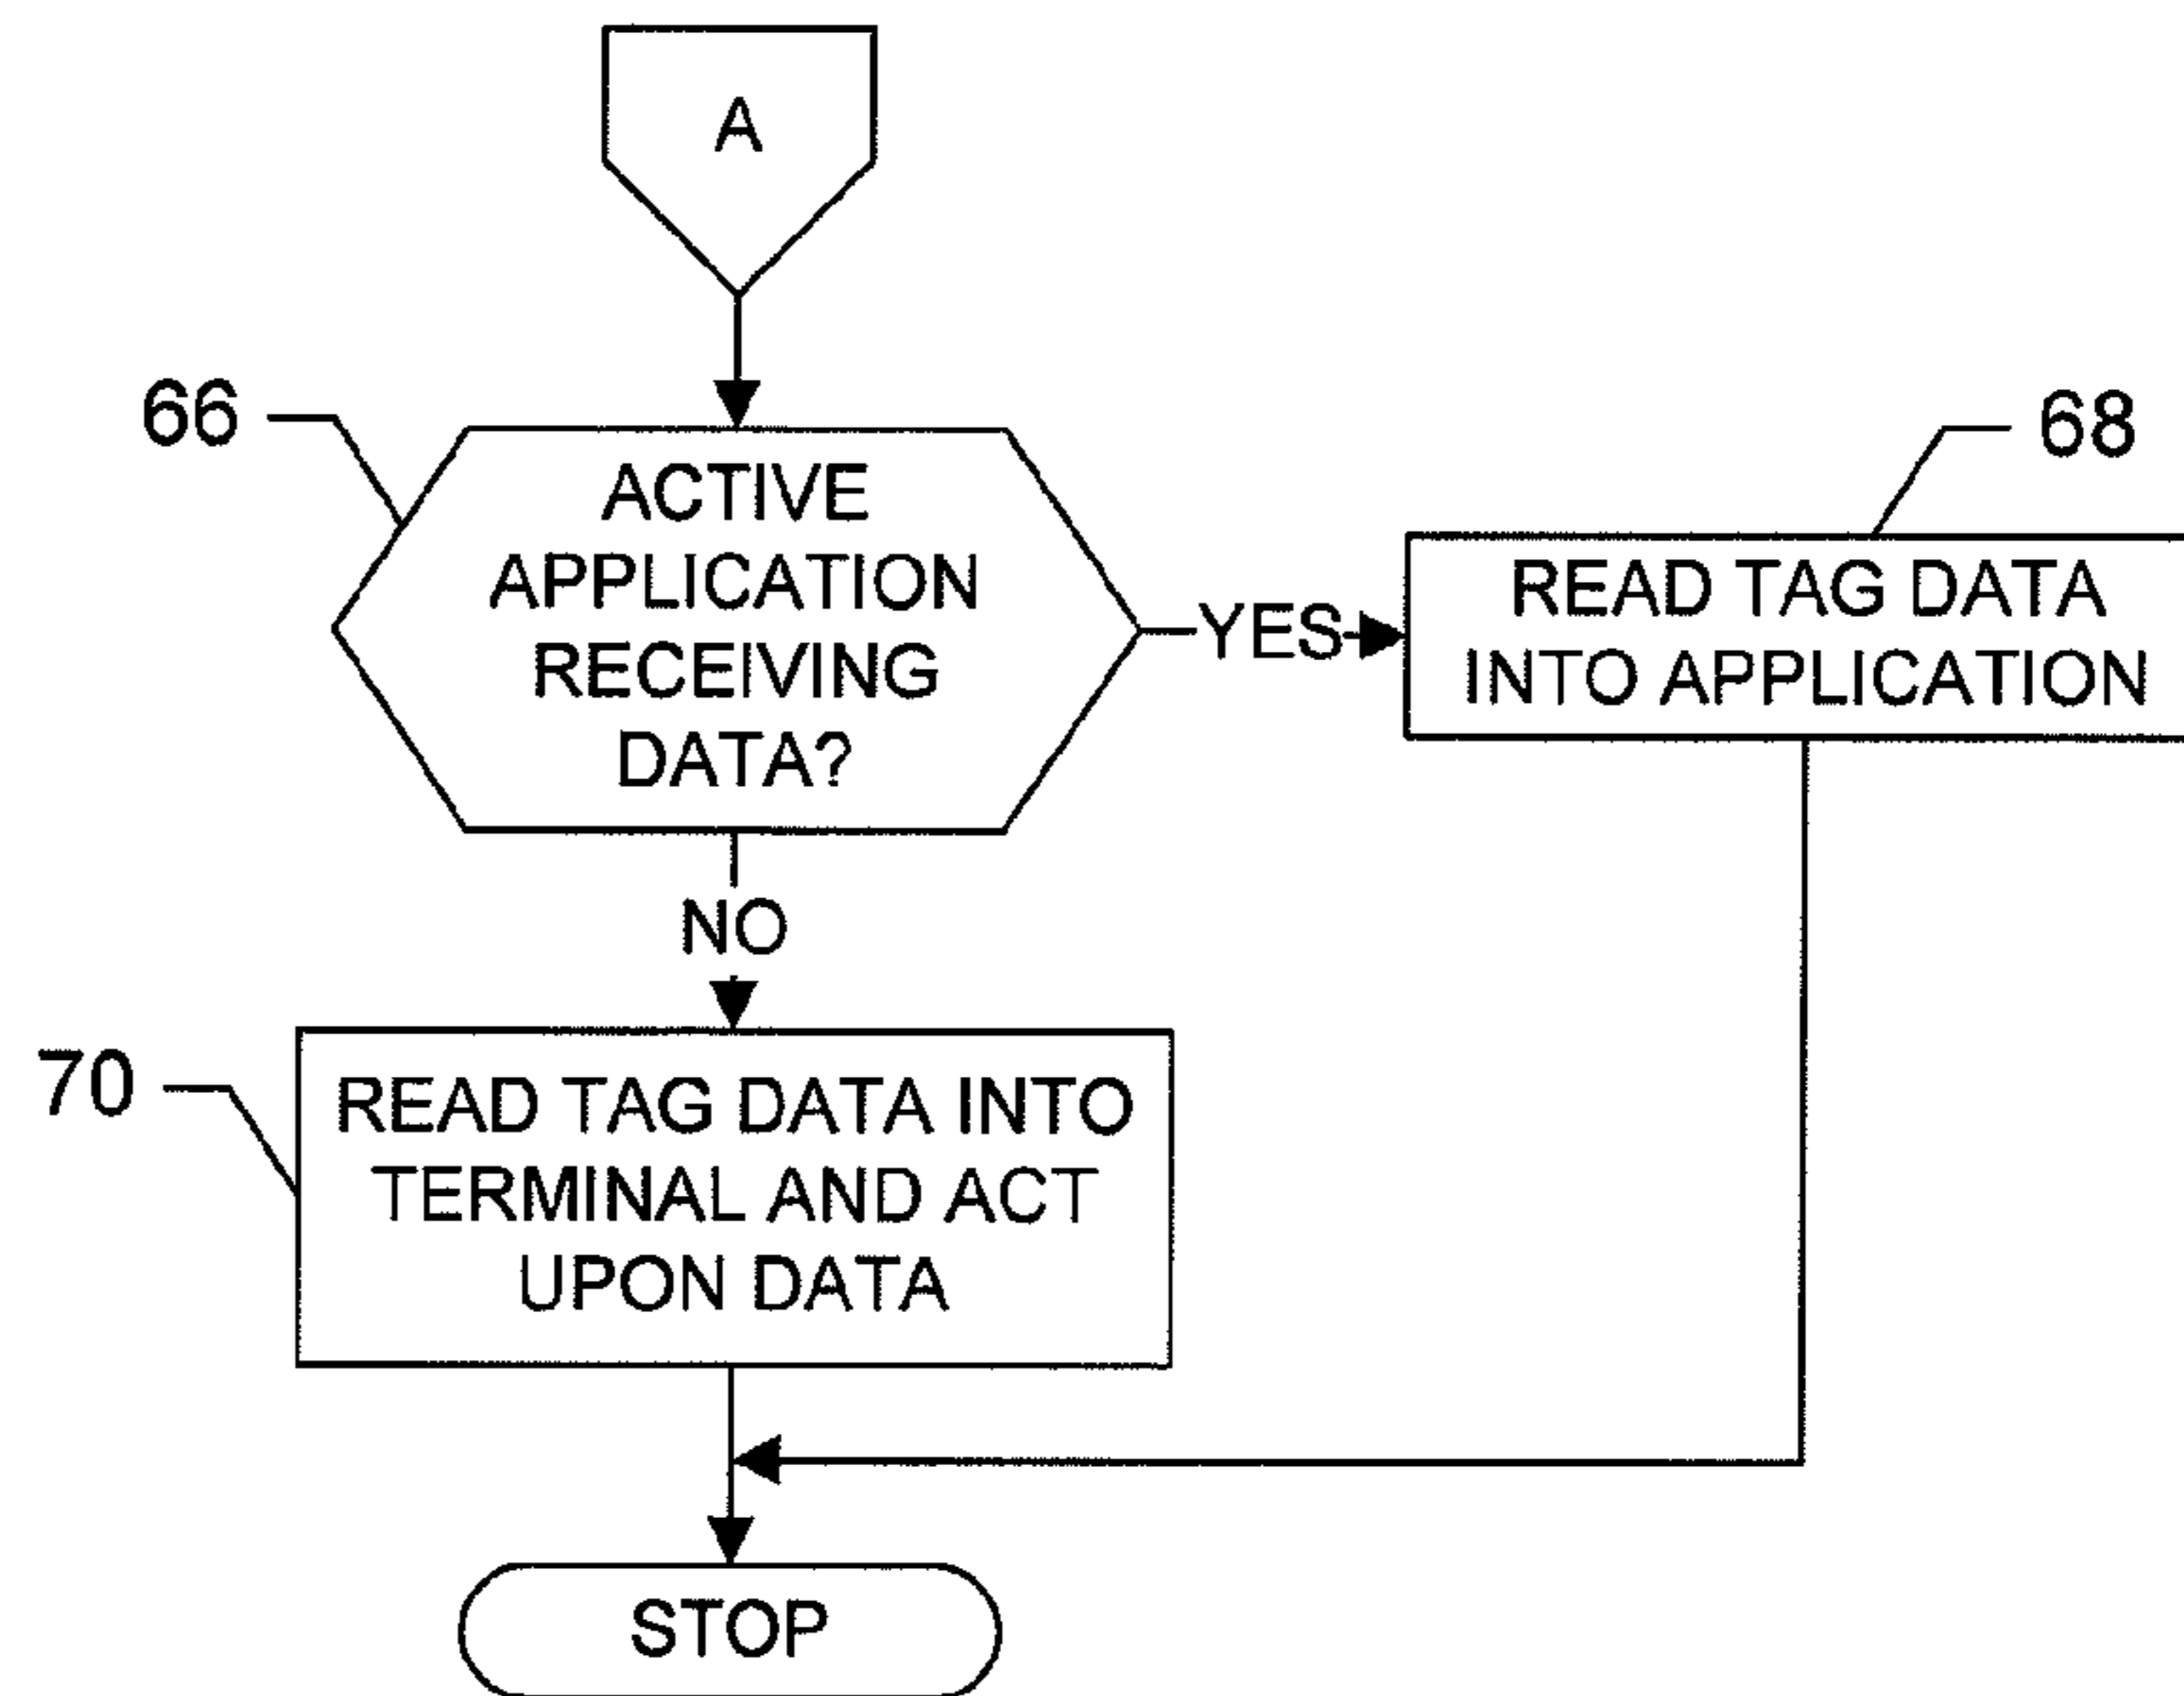 A
66
ACTIVE
APPLICATION
RECEIVING
DATA?
YES
68
READ TAG DATA
INTO APPLICATION
NO
70
READ TAG DATA INTO
TERMINAL AND ACT
UPON DATA
STOP